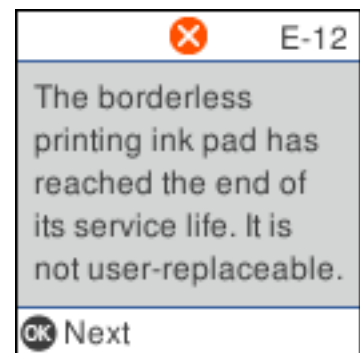 E-12
The borderless
printing ink pad has
reached the end of
its service life. It is
not user-replaceable.
OK Next